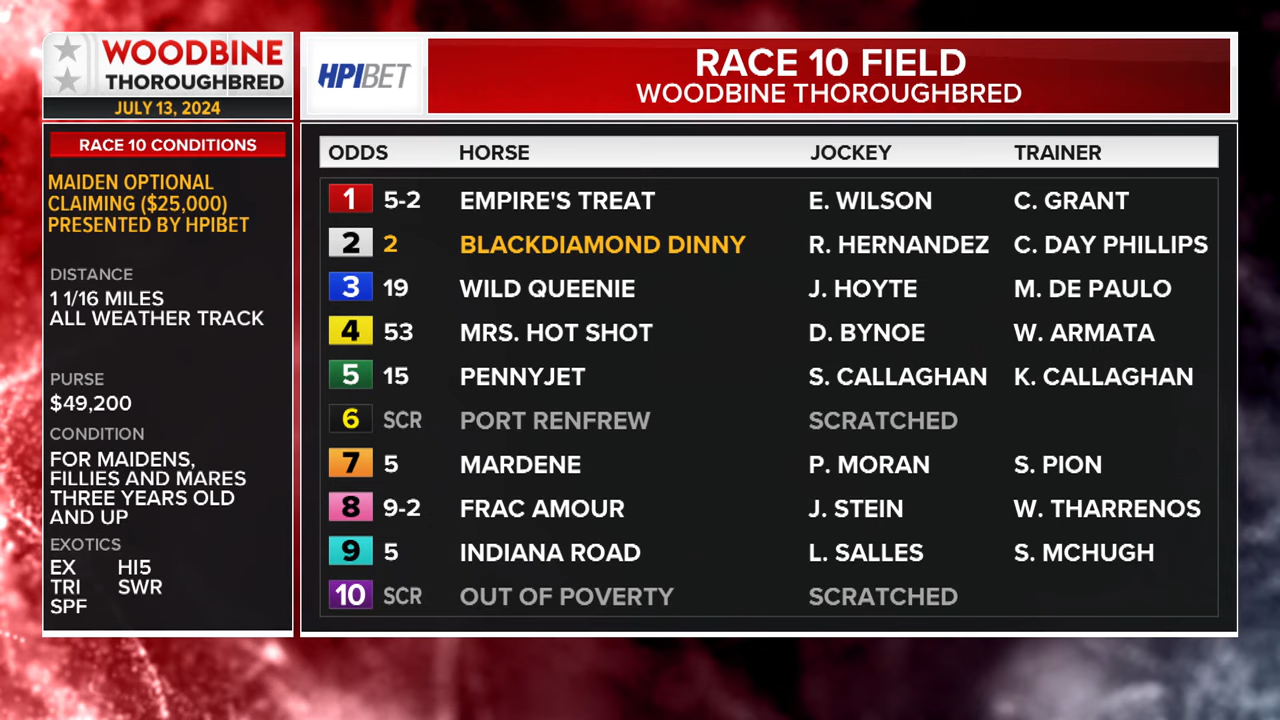 WOODBINE
THOROUGHBRED
JULY 13, 2024
RACE 10 CONDITIONS
MAIDEN OPTIONAL
CLAIMING ($25,000)
PRESENTED BY HPIBET
DISTANCE
1 1/16 MILES
ALL WEATHER TRACK
PURSE
$49,200
CONDITION
FOR MAIDENS,
FILLIES AND MARES
THREE YEARS OLD
AND UP
EXOTICS
EX HI5
TRI SWR
SPF
HPIBET
RACE 10 FIELD
WOODBINE THOROUGHBRED
ODDS HORSE JOCKEY TRAINER
1 5-2 EMPIRE'S TREAT E. WILSON C. GRANT
2 2 BLACKDIAMOND DINNY R. HERNANDEZ C. DAY PHILLIPS
3 19 WILD QUEENIE J. HOYTE M. DE PAULO
4 53 MRS. HOT SHOT D. BYNOE W. ARMATA
5 15 PENNYJET S. CALLAGHAN K. CALLAGHAN
6 SCR PORT RENFREW SCRATCHED
7 5 MARDENE P. MORAN S. PION
8 9-2 FRAC AMOUR J. STEIN W. THARRENOS
9 5 INDIANA ROAD L. SALLES S. MCHUGH
10 SCR OUT OF POVERTY SCRATCHED